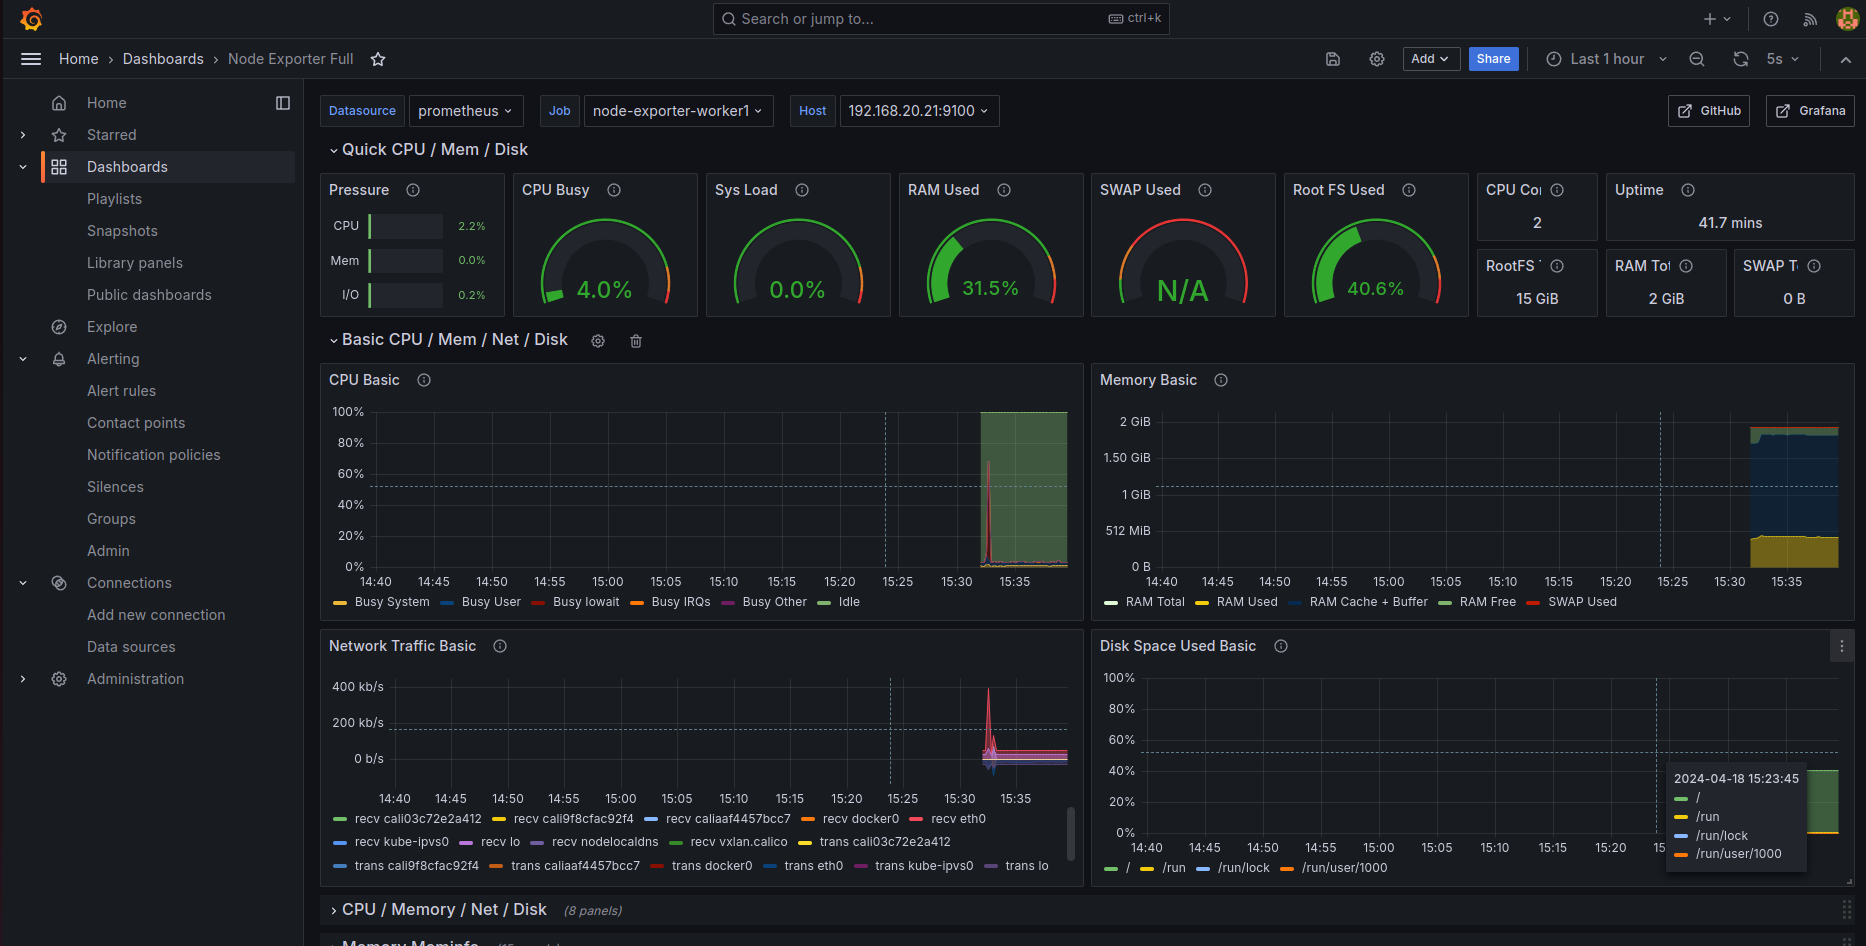 Search or jump to... ctrl+k
Home Dashboards Node Exporter Full Add Share Last 1 hour 5s
Home
Starred
Dashboards
Playlists
Snapshots
Library panels
Public dashboards
Explore
Alerting
Alert rules
Contact points
Notification policies
Silences
Groups
Admin
Connections
Add new connection
Data sources
Administration
Datasource prometheus Job node-exporter-worker1 Host 192.168.20.21:9100 GitHub Grafana
Quick CPU / Mem / Disk
Pressure
CPU 2.2%
Mem 0.0%
I/O 0.2%
CPU Busy
4.0%
Sys Load
0.0%
RAM Used
31.5%
SWAP Used
N/A
Root FS Used
40.6%
CPU Co
2
Uptime
41.7 mins
RootFS
15 GiB
RAM Tot
2 GiB
SWAP T
0 B
Basic CPU / Mem / Net / Disk
CPU Basic
100%
80%
60%
40%
20%
0%
14:40 14:45 14:50 14:55 15:00 15:05 15:10 15:15 15:20 15:25 15:30 15:35
Busy System Busy User Busy Iowait Busy IRQs Busy Other Idle
Memory Basic
2 GiB
1.50 GiB
1 GiB
512 MiB
0 B
14:40 14:45 14:50 14:55 15:00 15:05 15:10 15:15 15:20 15:25 15:30 15:35
RAM Total RAM Used RAM Cache + Buffer RAM Free SWAP Used
Network Traffic Basic
400 kb/s
200 kb/s
0 b/s
14:40 14:45 14:50 14:55 15:00 15:05 15:10 15:15 15:20 15:25 15:30 15:35
recv cali03c72e2a412 recv cali9f8cfac92f4 recv caliaaf4457bcc7 recv docker0 recv eth0
recv kube-ipvs0 recv lo recv nodelocaldns recv vxlan.calico trans cali03c72e2a412
trans cali9f8cfac92f4 trans caliaaf4457bcc7 trans docker0 trans eth0 trans kube-ipvs0 trans lo
Disk Space Used Basic
100%
80%
60%
40%
20%
0%
14:40 14:45 14:50 14:55 15:00 15:05 15:10 15:15 15:20 15
/ /run /run/lock /run/user/1000
2024-04-18 15:23:45
/
/run
/run/lock
/run/user/1000
CPU / Memory / Net / Disk (8 panels)
Memory Meminfo